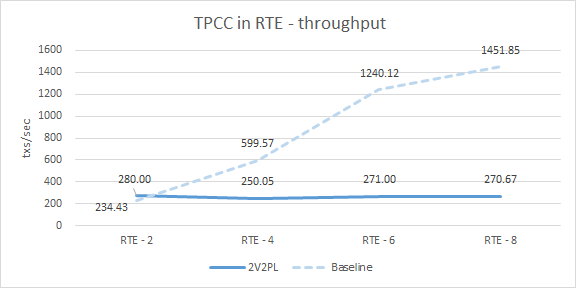 TPCC in RTE - throughput
1600
1400
1200
1000
800
600
400
200
0
txs/sec
1451.85
1240.12
599.57
280.00
250.05
271.00
270.67
234.43
RTE - 2
RTE - 4
RTE - 6
RTE - 8
2V2PL
Baseline